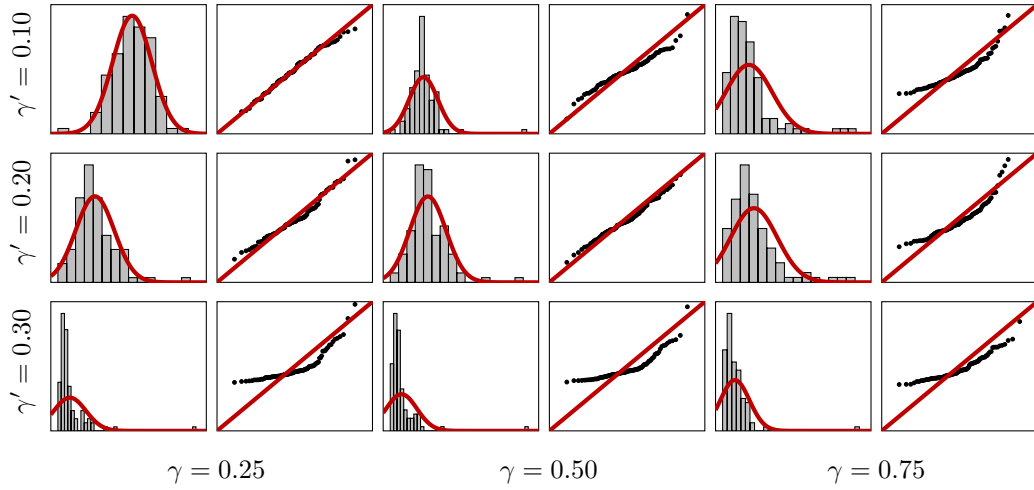 γ′ = 0.10
γ′ = 0.20
γ′ = 0.30
γ = 0.25 γ = 0.50 γ = 0.75